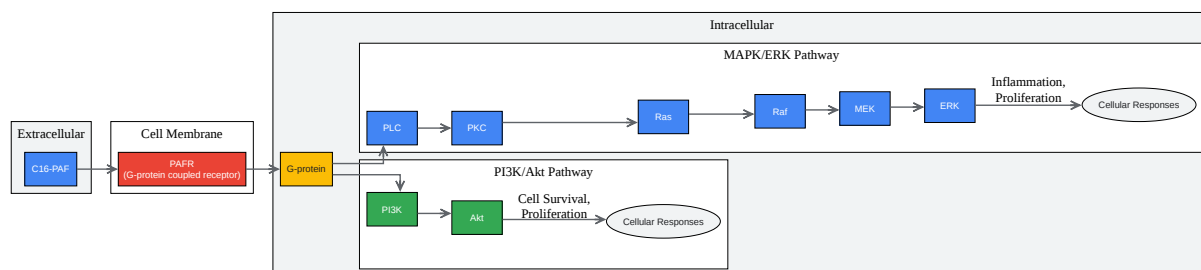 Intracellular
MAPK/ERK Pathway
Inflammation,
Proliferation
PLC
PKC
Ras
Raf
MEK
ERK
Cellular Responses
Extracellular
C16-PAF
Cell Membrane
PAFR
(G-protein coupled receptor)
G-protein
PI3K/Akt Pathway
PI3K
Akt
Cell Survival,
Proliferation
Cellular Responses